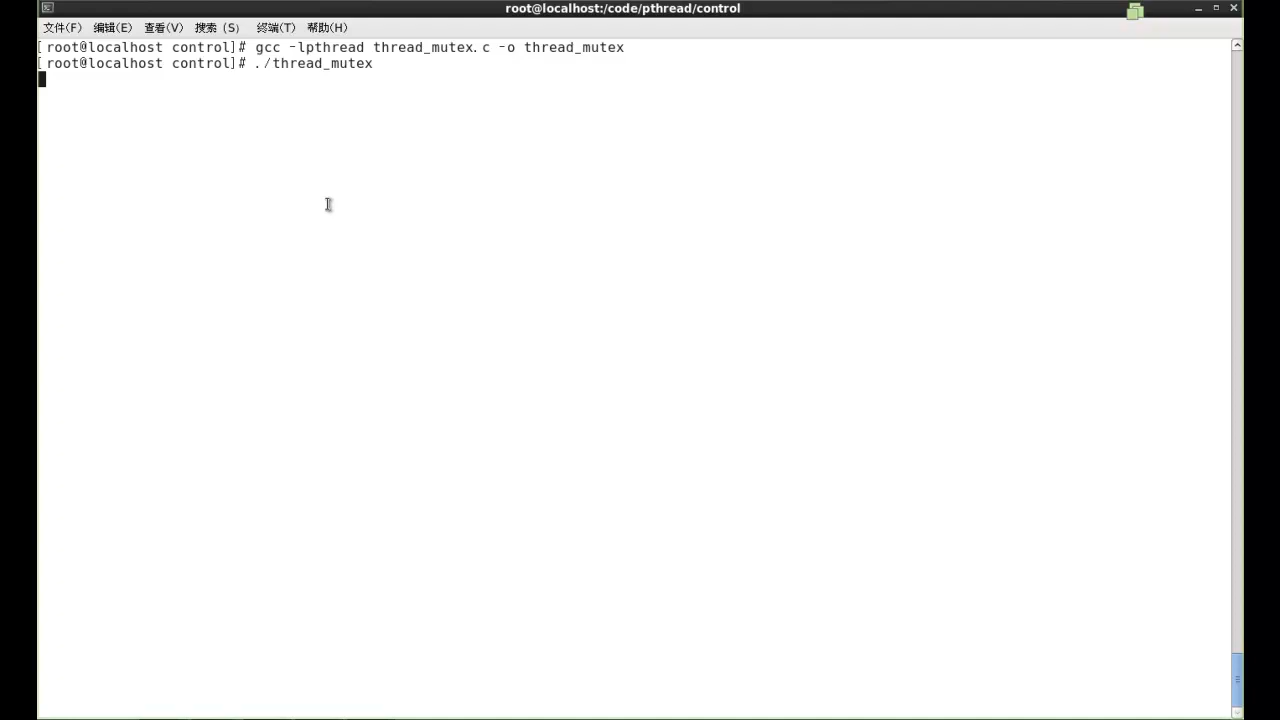 root@localhost:/code/pthread/control
文件(F) 编辑(E) 查看(V) 搜索 (S) 终端(T) 帮助(H)
[root@localhost control]# gcc -lpthread thread_mutex.c -o thread_mutex
[root@localhost control]# ./thread_mutex